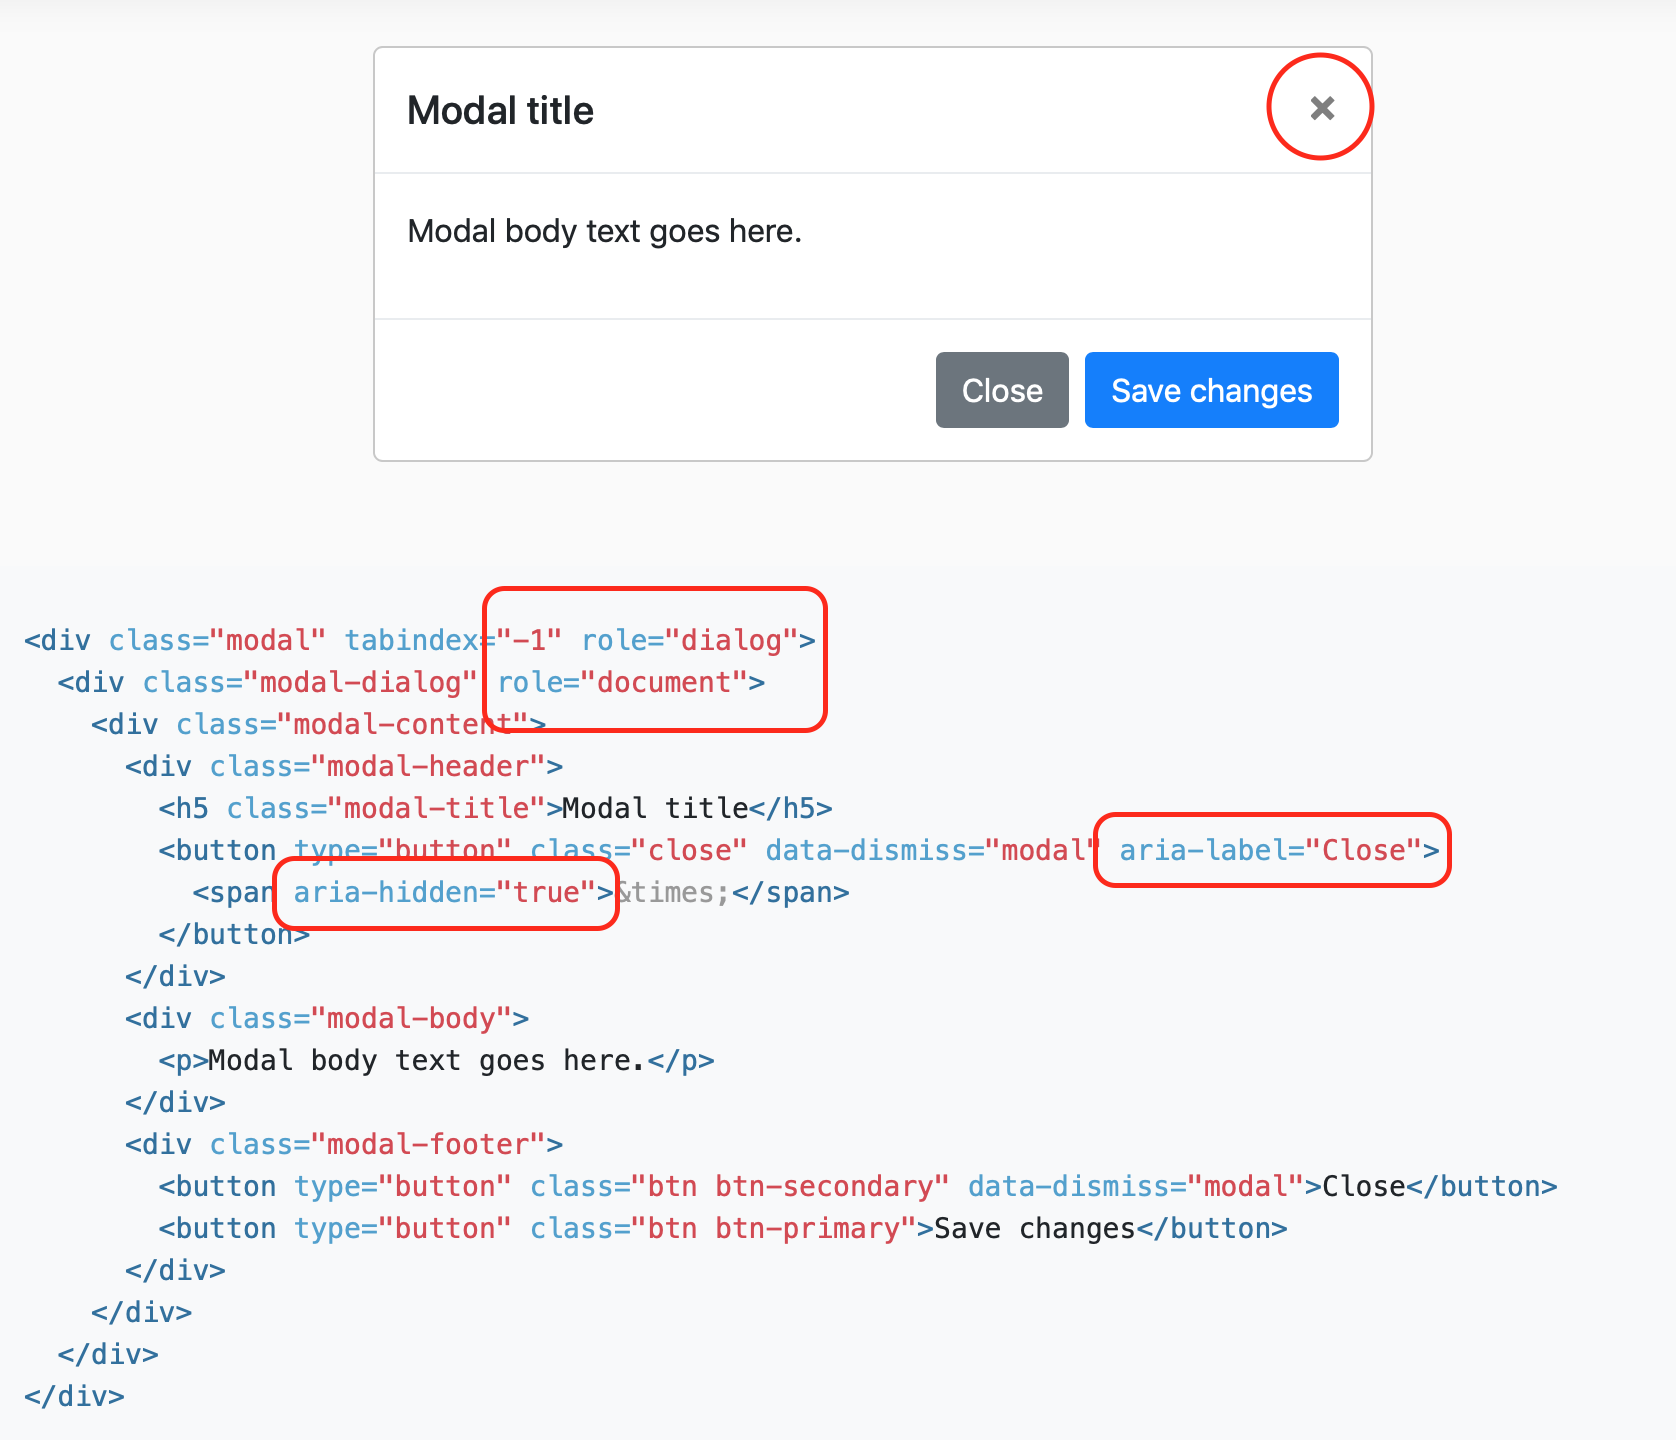 Modal title
×
Modal body text goes here.
Close Save changes
<div class="modal" tabindex="-1" role="dialog">
  <div class="modal-dialog" role="document">
    <div class="modal-content">
      <div class="modal-header">
        <h5 class="modal-title">Modal title</h5>
        <button type="button" class="close" data-dismiss="modal" aria-label="Close">
          <span aria-hidden="true">&times;</span>
        </button>
      </div>
      <div class="modal-body">
        <p>Modal body text goes here.</p>
      </div>
      <div class="modal-footer">
        <button type="button" class="btn btn-secondary" data-dismiss="modal">Close</button>
        <button type="button" class="btn btn-primary">Save changes</button>
      </div>
    </div>
  </div>
</div>